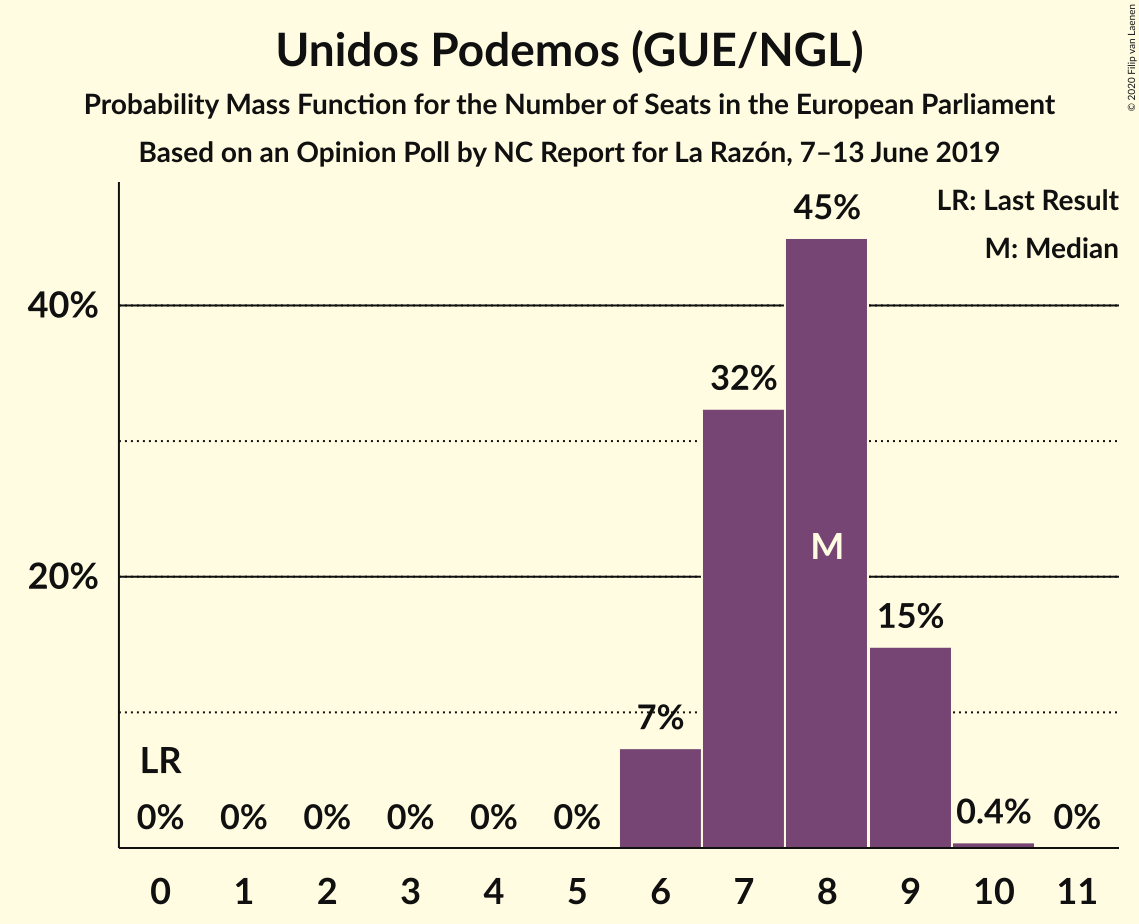 Unidos Podemos (GUE/NGL)
Probability Mass Function for the Number of Seats in the European Parliament
Based on an Opinion Poll by NC Report for La Razón, 7–13 June 2019
© 2020 Filip van Laenen
LR: Last Result
M: Median
45%
40%
32%
M
20%
15%
7%
LR
0% 0% 0% 0% 0% 0% 0.4% 0%
0 1 2 3 4 5 6 7 8 9 10 11